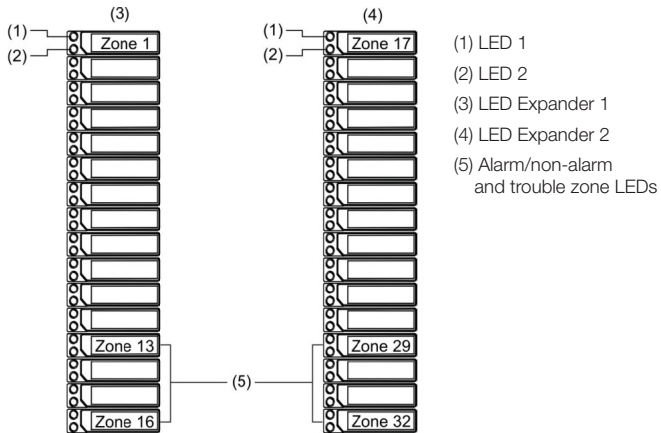 (3) (4)
(1) Zone 1 (1) Zone 17 (1) LED 1
(2) (2) (2) LED 2
(3) LED Expander 1
(4) LED Expander 2
(5) Alarm/non-alarm
and trouble zone LEDs
Zone 13 Zone 29
(5)
Zone 16 Zone 32